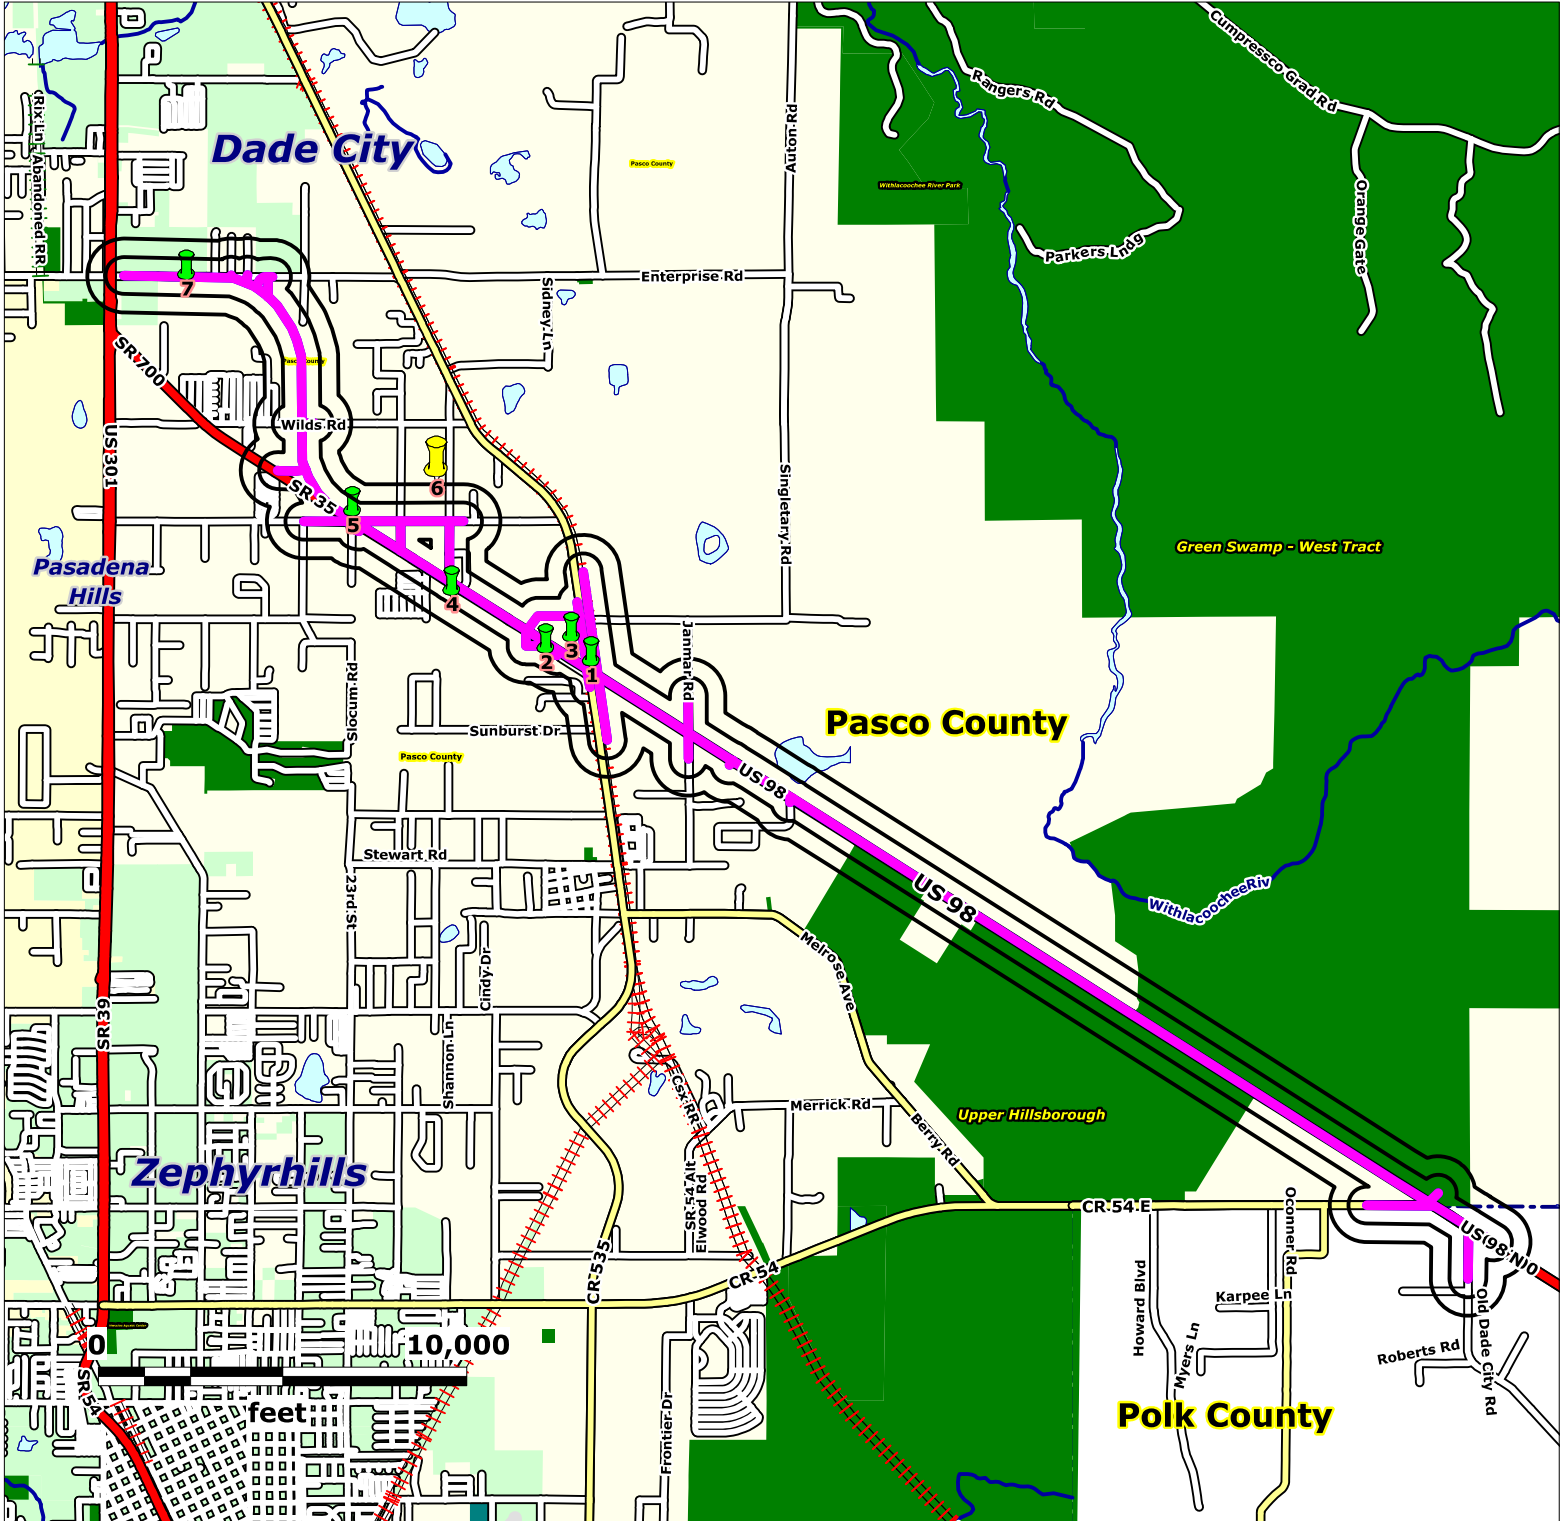 Cumpressco Grad Rd
Rangers Rd
(Rix Ln
Abandoned RR
Dade City
Auton Rd
Pasco County
Withlacoochee River Park
Orange Gate
Parkers Lndg
7
Enterprise Rd
Sidney Ln
SR 700
Pasco County
Wilds Rd
US 301
6
SR 35
5
Singletary Rd
Green Swamp - West Tract
Pasadena
Hills
4
3
2
1
Janmar Rd
Slocum Rd
Sunburst Dr
Pasco County
Pasco County
US 98
Stewart Rd
23rd St
US 98
WithlacoocheeRiv
Melrose Ave
Cindy Dr
SR 39
Shannon Ln
CSX RR
Merrick Rd
Berry Rd
Upper Hillsborough
Zephyrhills
SR 54 Alt
Elwood Rd
CR 54 E
Oconner Rd
US (98 N)0
CR 535
CR 54
Howard Blvd
Karpee Ln
Old Dade City Rd
Myers Ln
Roberts Rd
0
10,000
feet
SR 54
Frontier Dr
Polk County